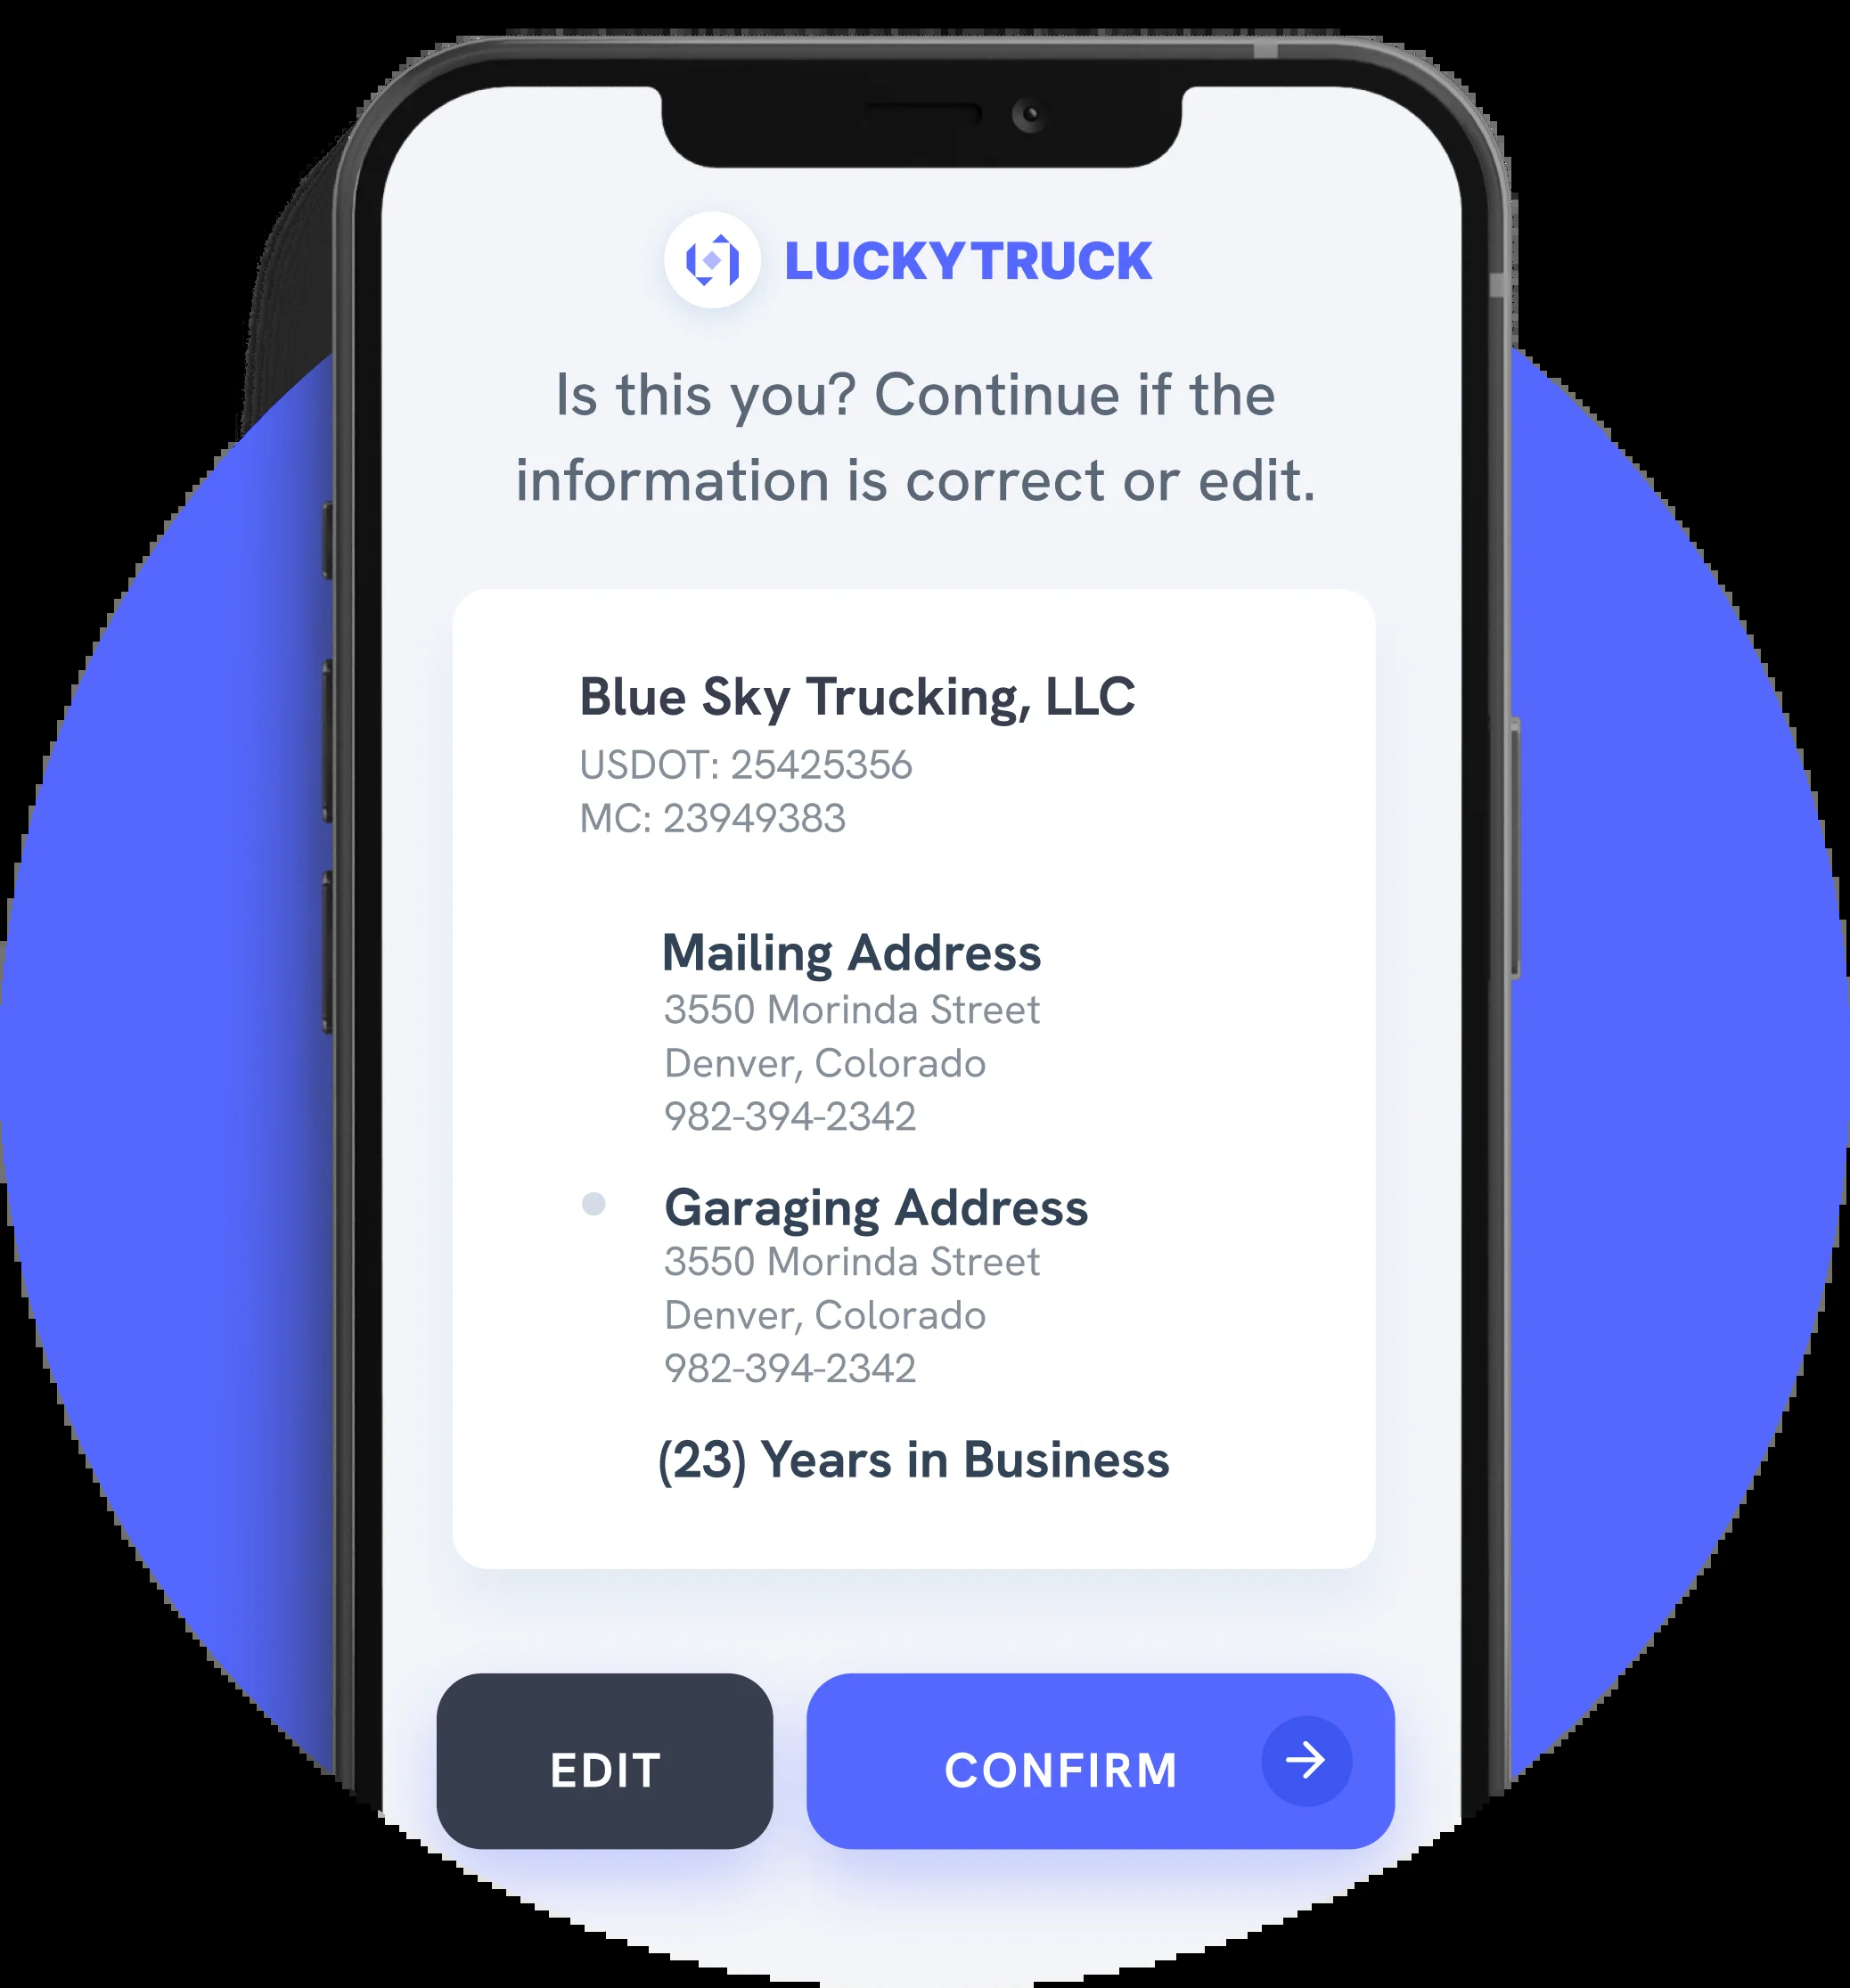 LUCKYTRUCK
Is this you? Continue if the
information is correct or edit.
Blue Sky Trucking, LLC
USDOT: 25425356
MC: 23949383
Mailing Address
3550 Morinda Street
Denver, Colorado
982-394-2342
Garaging Address
3550 Morinda Street
Denver, Colorado
982-394-2342
(23) Years in Business
EDIT
CONFIRM